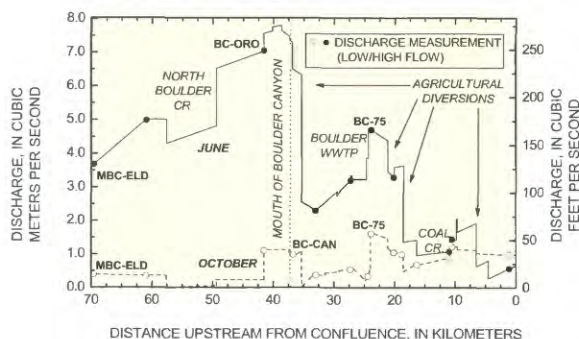 8.0
7.0
6.0
5.0
4.0
3.0
2.0
1.0
0.0
DISCHARGE, IN CUBIC
METERS PER SECOND
BC-ORO
NORTH
BOULDER
CR
JUNE
MBC-ELD
MBC-ELD
OCTOBER
MOUTH OF BOULDER CANYON
BC-CAN
DISCHARGE MEASUREMENT
(LOW/HIGH FLOW)
AGRICULTURAL
DIVERSIONS
BC-75
BOULDER
WWTP
BC-75
COAL
CR
250
200
150
100
50
0
DISCHARGE, IN CUBIC
FEET PER SECOND
70 60 50 40 30 20 10 0
DISTANCE UPSTREAM FROM CONFLUENCE, IN KILOMETERS